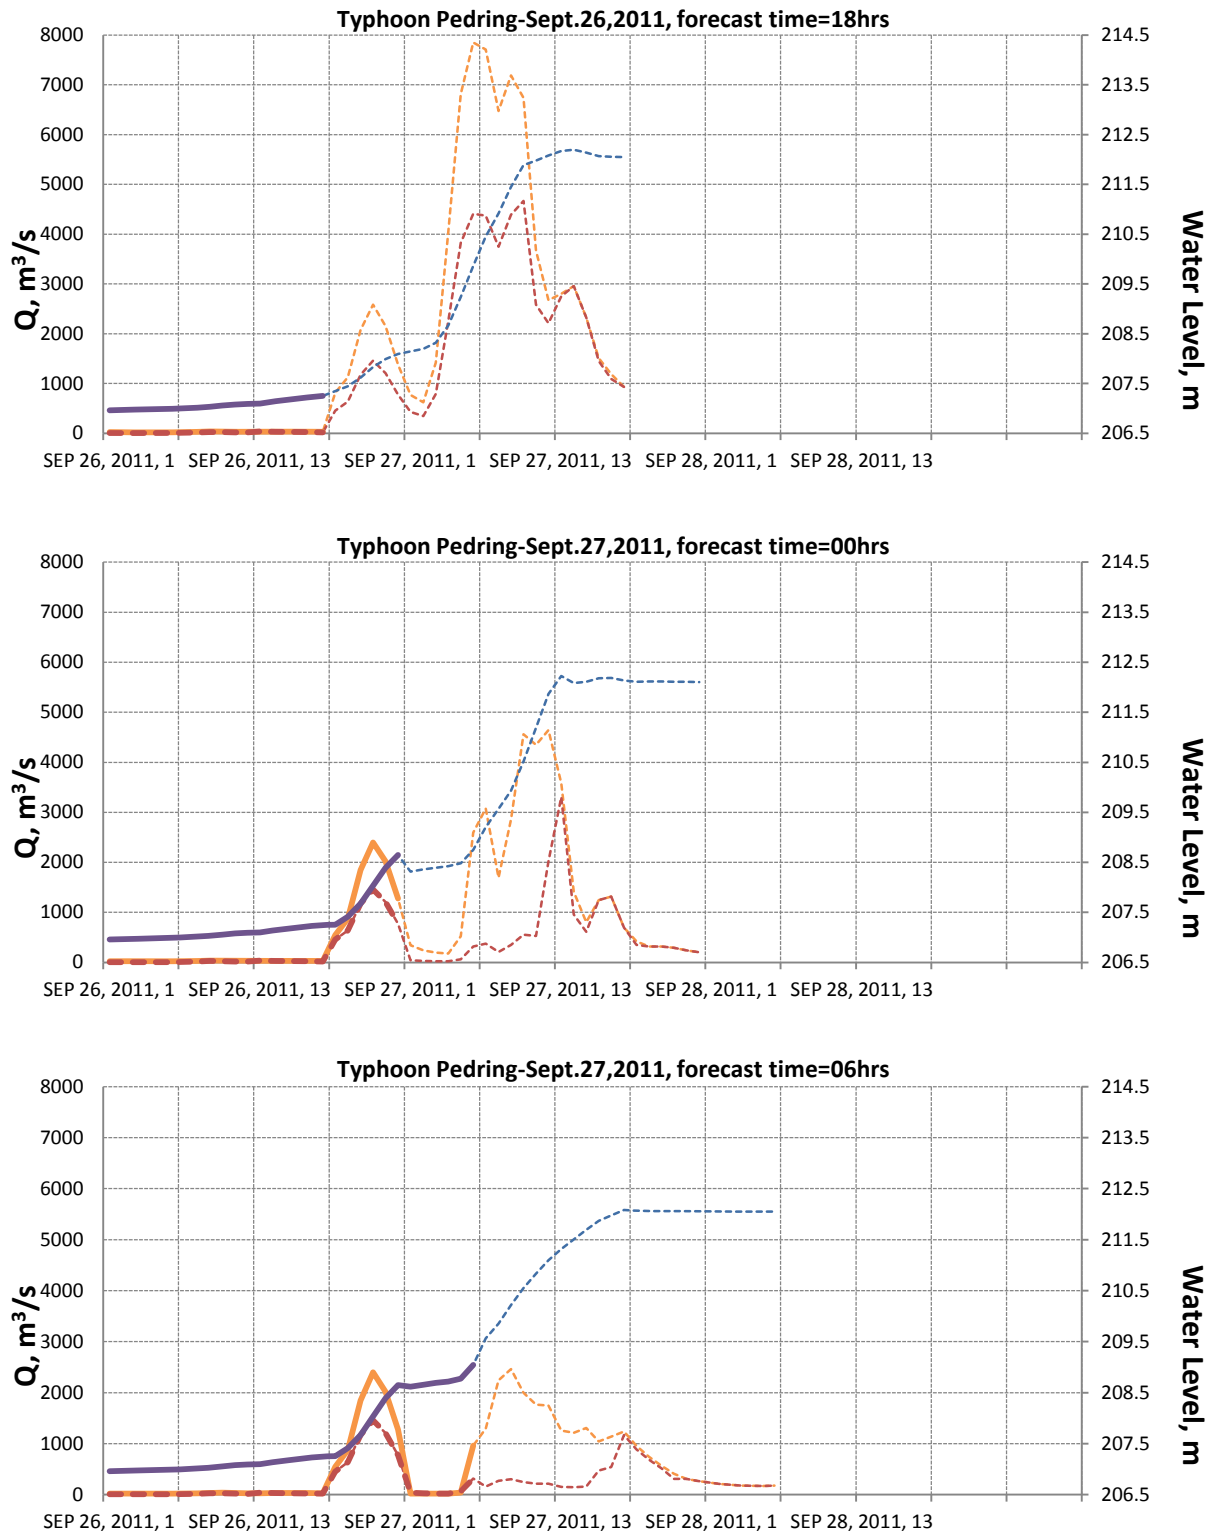 Typhoon Pedring-Sept.26,2011, forecast time=18hrs
8000 214.5
7000 213.5
6000 212.5
5000 211.5
4000 210.5
3000 209.5
2000 208.5
1000 207.5
0 206.5
Q, m³/s
Water Level, m
SEP 26, 2011, 1 SEP 26, 2011, 13 SEP 27, 2011, 1 SEP 27, 2011, 13 SEP 28, 2011, 1 SEP 28, 2011, 13
Typhoon Pedring-Sept.27,2011, forecast time=00hrs
8000 214.5
7000 213.5
6000 212.5
5000 211.5
4000 210.5
3000 209.5
2000 208.5
1000 207.5
0 206.5
Q, m³/s
Water Level, m
SEP 26, 2011, 1 SEP 26, 2011, 13 SEP 27, 2011, 1 SEP 27, 2011, 13 SEP 28, 2011, 1 SEP 28, 2011, 13
Typhoon Pedring-Sept.27,2011, forecast time=06hrs
8000 214.5
7000 213.5
6000 212.5
5000 211.5
4000 210.5
3000 209.5
2000 208.5
1000 207.5
0 206.5
Q, m³/s
Water Level, m
SEP 26, 2011, 1 SEP 26, 2011, 13 SEP 27, 2011, 1 SEP 27, 2011, 13 SEP 28, 2011, 1 SEP 28, 2011, 13